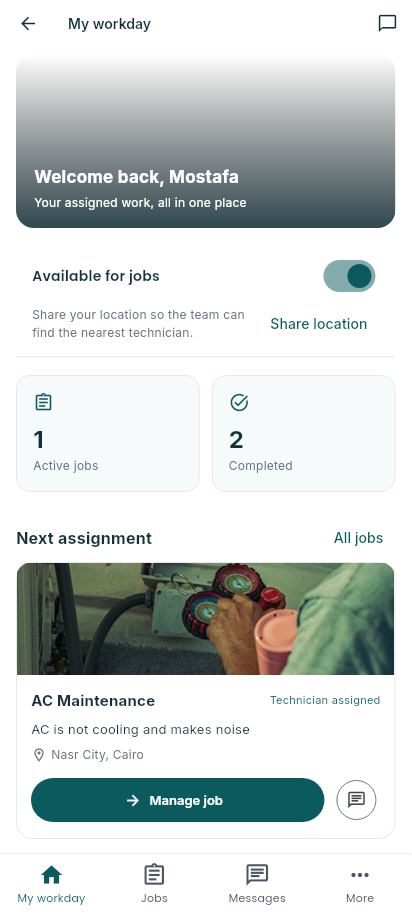 My workday
Welcome back, Mostafa
Your assigned work, all in one place
Available for jobs
Share your location so the team can
find the nearest technician.
Share location
1
Active jobs
2
Completed
Next assignment
All jobs
AC Maintenance
Technician assigned
AC is not cooling and makes noise
Nasr City, Cairo
Manage job
My workday
Jobs
Messages
More